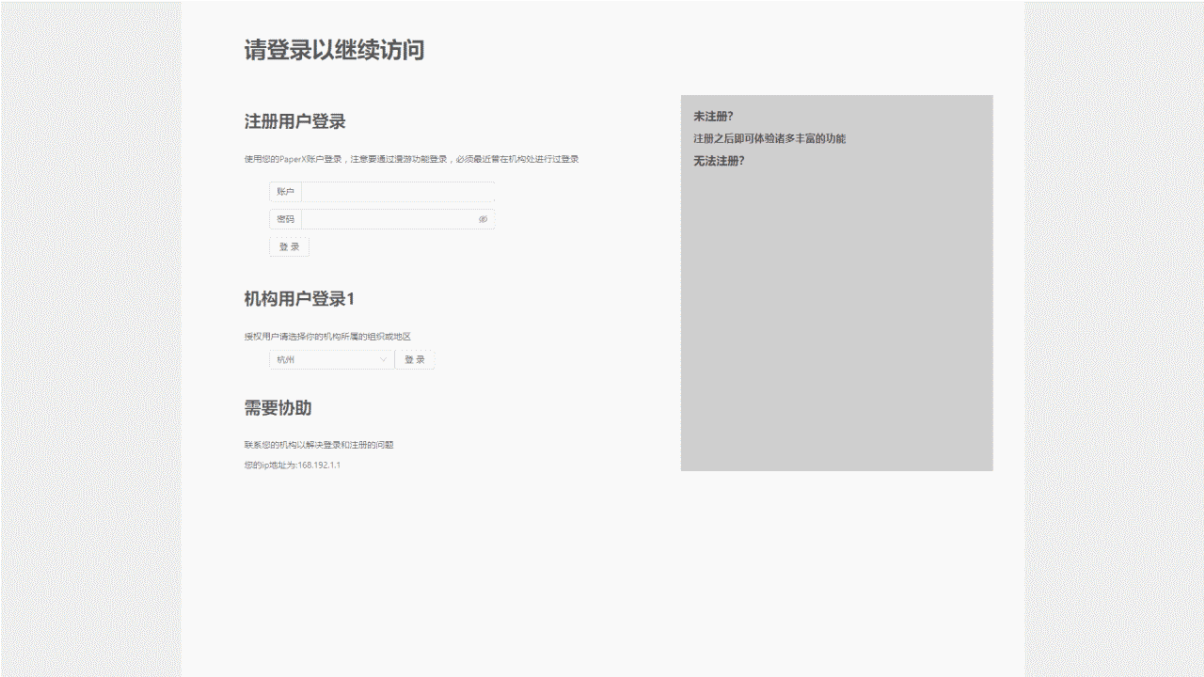 请登录以继续访问
注册用户登录
使用您的PaperX账户登录，注意要通过漫游功能登录，必须最近曾在机构处进行过登录
账户
密码
登 录
机构用户登录1
授权用户请选择你的机构所属的组织或地区
杭州
登 录
需要协助
联系您的机构以解决登录和注册的问题
您的ip地址为:168.192.1.1
未注册?
注册之后即可体验诸多丰富的功能
无法注册?